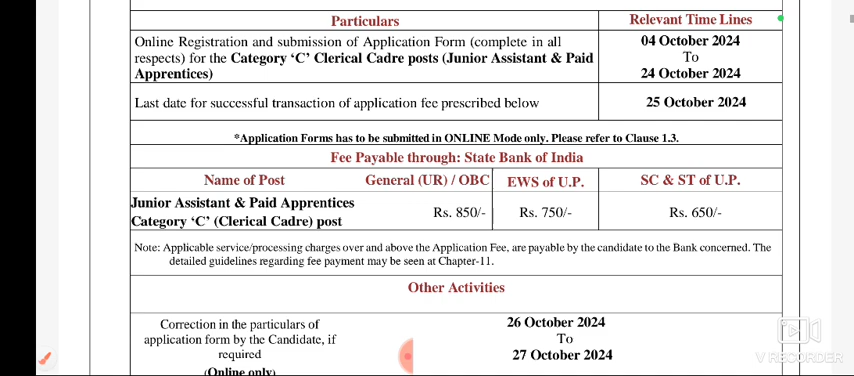 Particulars
Relevant Time Lines
Online Registration and submission of Application Form (complete in all
respects) for the Category ‘C’ Clerical Cadre posts (Junior Assistant & Paid
Apprentices)
04 October 2024
To
24 October 2024
Last date for successful transaction of application fee prescribed below
25 October 2024
*Application Forms has to be submitted in ONLINE Mode only. Please refer to Clause 1.3.
Fee Payable through: State Bank of India
Name of Post
General (UR) / OBC
EWS of U.P.
SC & ST of U.P.
Junior Assistant & Paid Apprentices
Category ‘C’ (Clerical Cadre) post
Rs. 850/-
Rs. 750/-
Rs. 650/-
Note: Applicable service/processing charges over and above the Application Fee, are payable by the candidate to the Bank concerned. The
detailed guidelines regarding fee payment may be seen at Chapter-11.
Other Activities
Correction in the particulars of
application form by the Candidate, if
required
(Online only)
26 October 2024
To
27 October 2024
V RECORDER